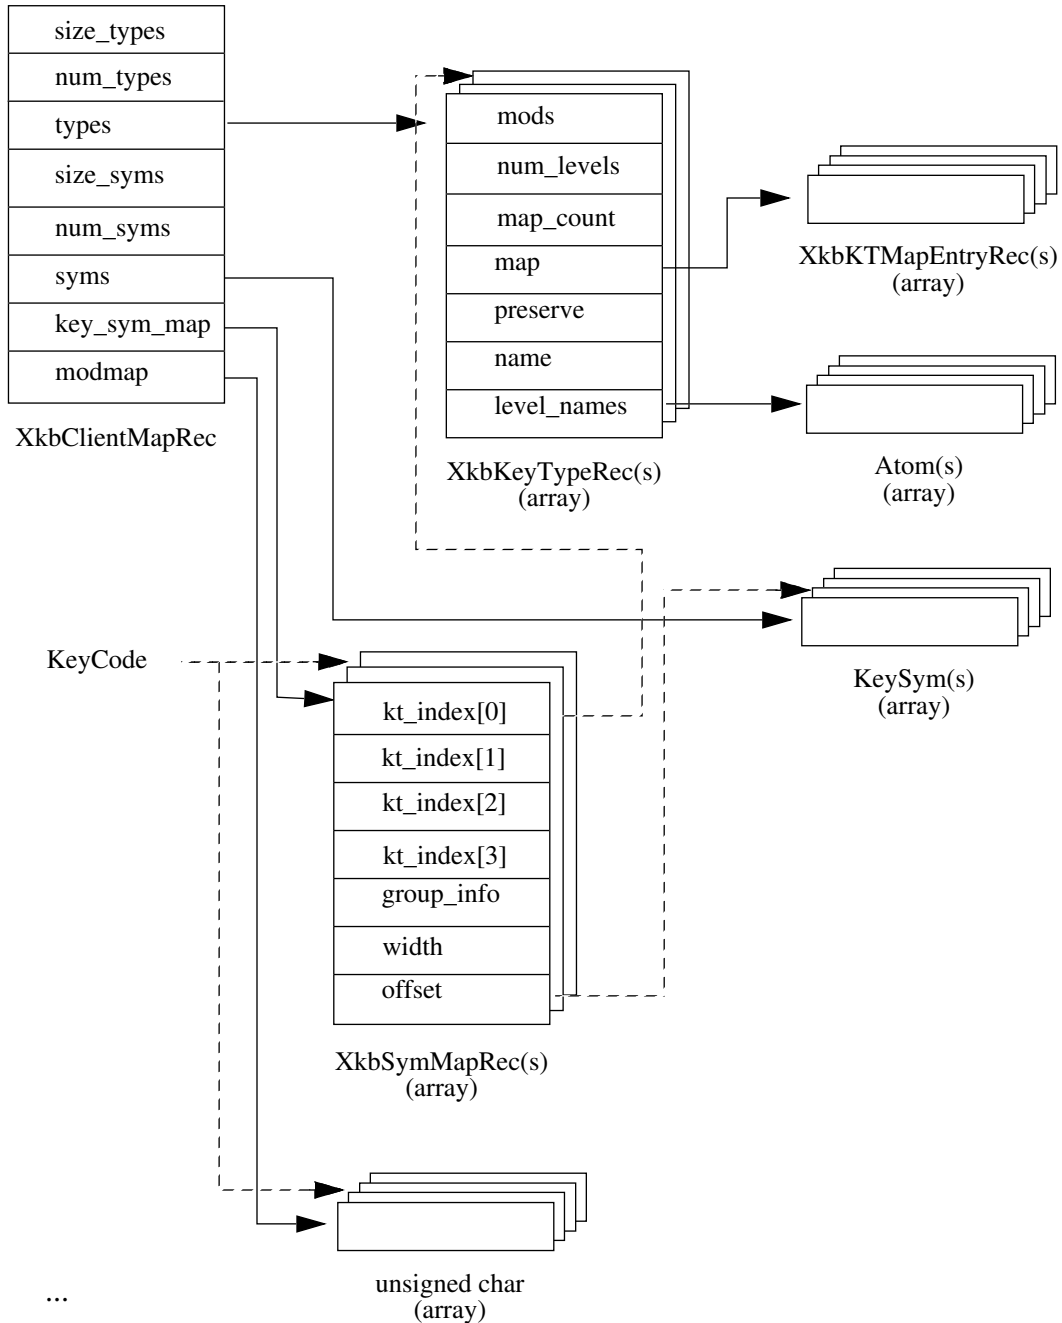 size_types
num_types
types
size_syms
num_syms
syms
key_sym_map
modmap
XkbClientMapRec
mods
num_levels
map_count
map
preserve
name
level_names
XkbKeyTypeRec(s)
(array)
XkbKTMapEntryRec(s)
(array)
Atom(s)
(array)
KeySym(s)
(array)
KeyCode
kt_index[0]
kt_index[1]
kt_index[2]
kt_index[3]
group_info
width
offset
XkbSymMapRec(s)
(array)
unsigned char
(array)
...